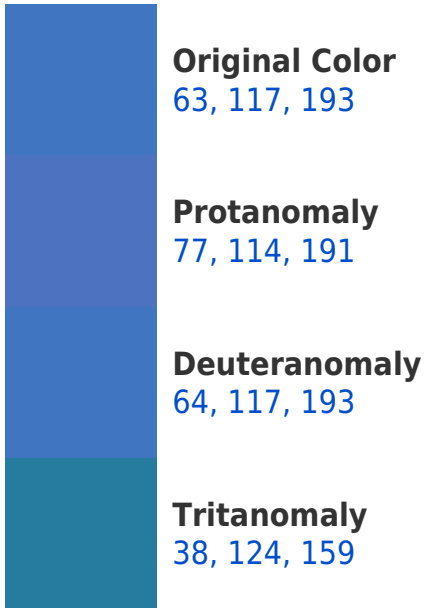 Original Color
63, 117, 193
Protanomaly
77, 114, 191
Deuteranomaly
64, 117, 193
Tritanomaly
38, 124, 159